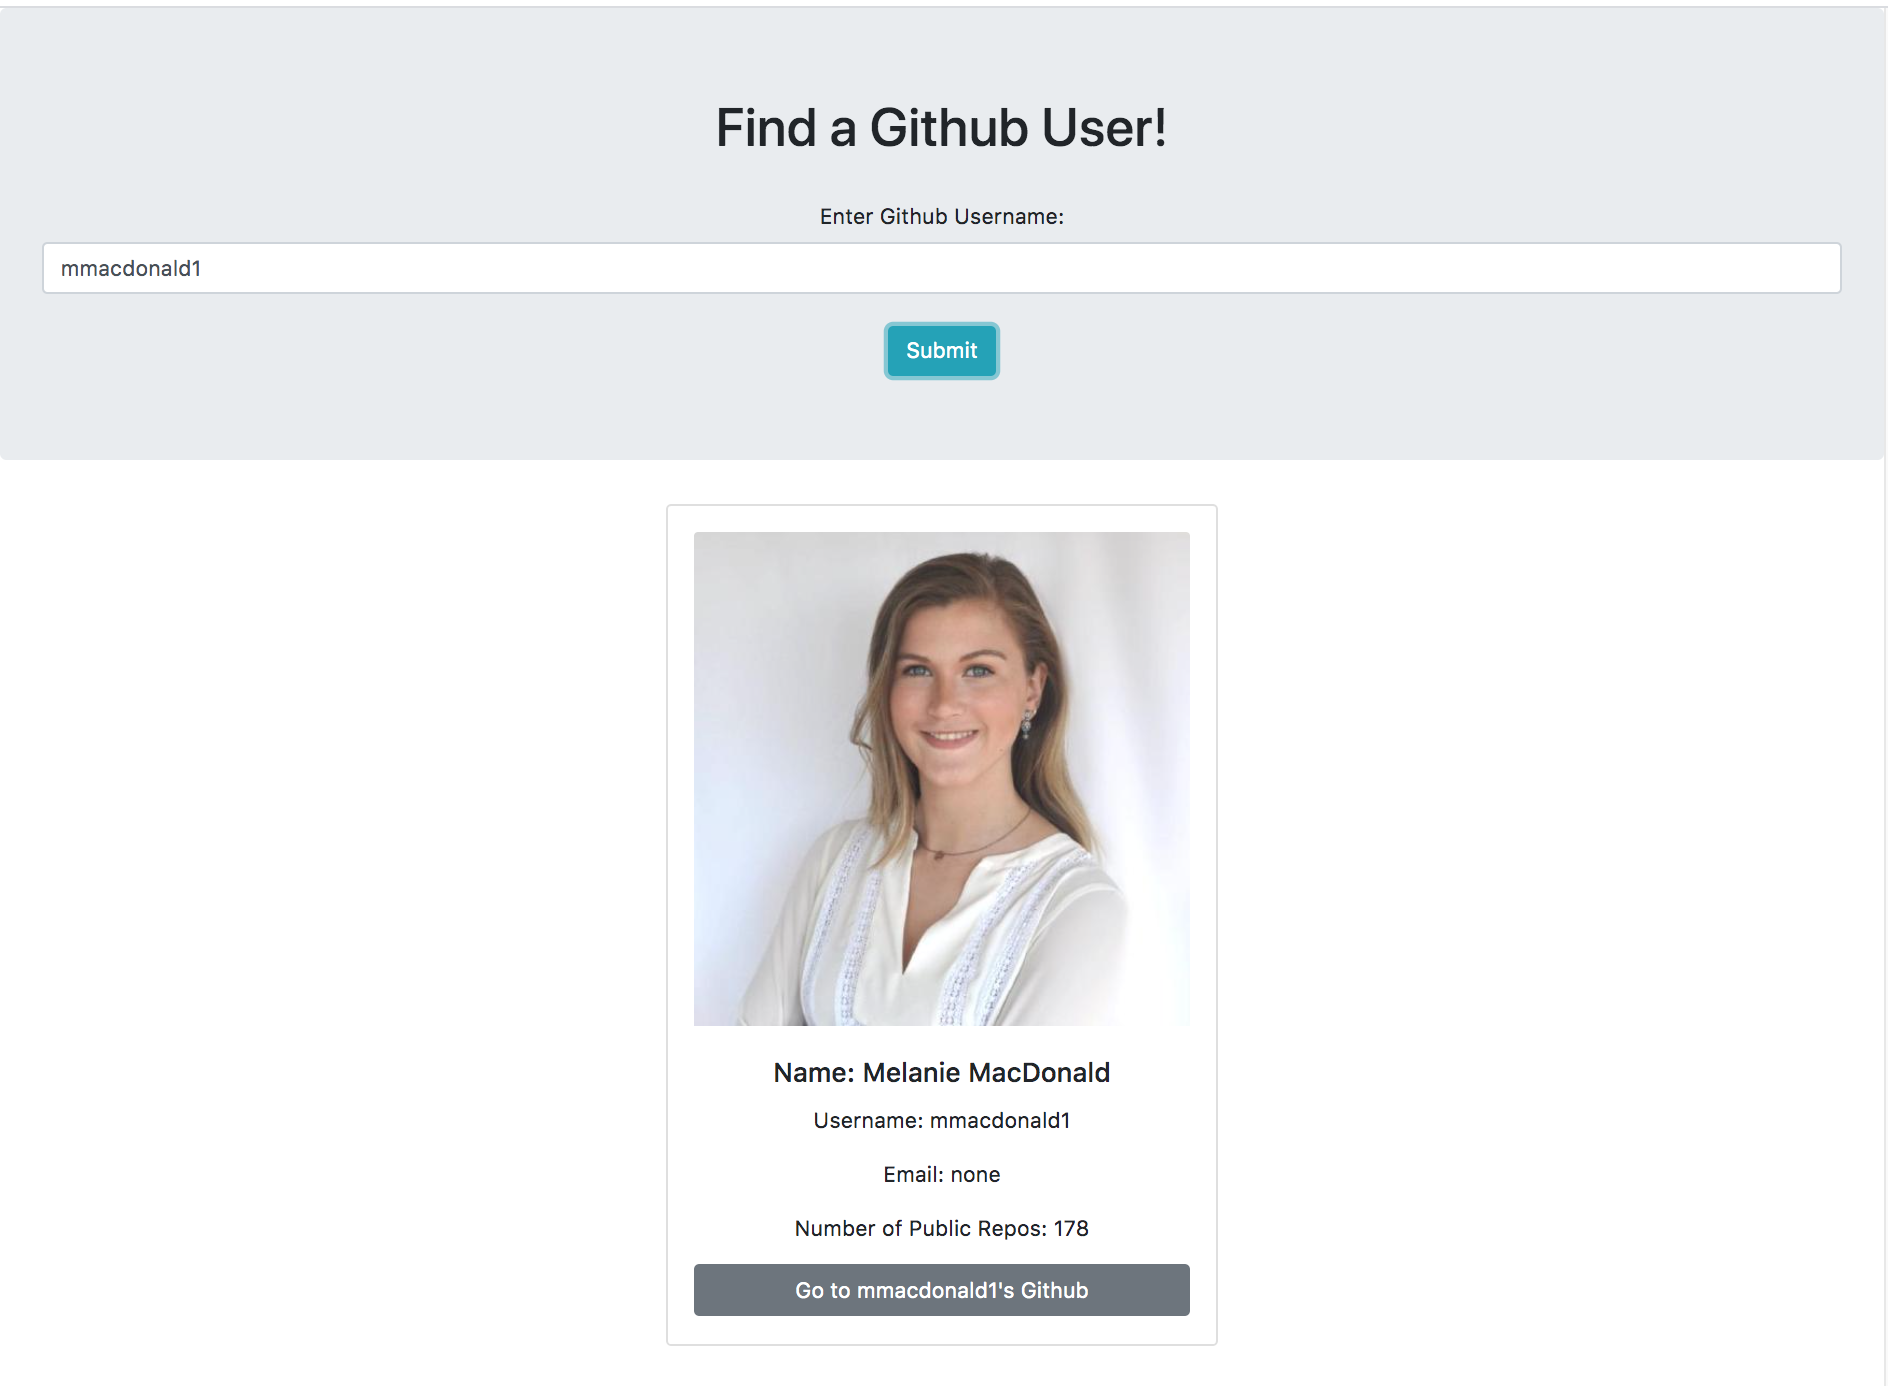 Find a Github User!
Enter Github Username:
mmacdonald1
Submit
Name: Melanie MacDonald
Username: mmacdonald1
Email: none
Number of Public Repos: 178
Go to mmacdonald1's Github